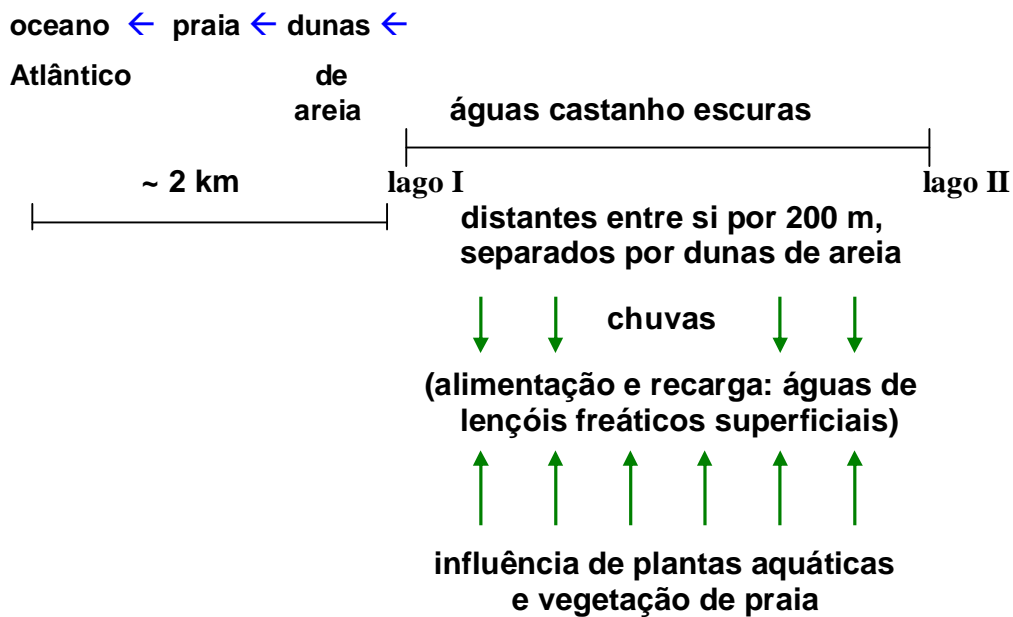 oceano ← praia ← dunas ←
Atlântico de
areia
águas castanho escuras
~ 2 km
lago I
lago II
distantes entre si por 200 m,
separados por dunas de areia
chuvas
(alimentação e recarga: águas de
lençóis freáticos superficiais)
influência de plantas aquáticas
e vegetação de praia